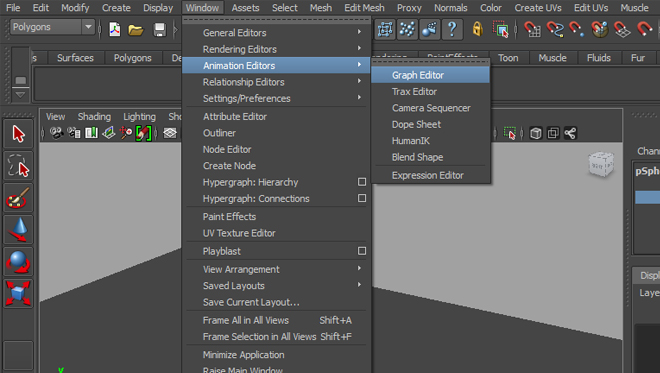 File Edit Modify Create Display Window Assets Select Mesh Edit Mesh Proxy Normals Color Create UVs Edit UVs Muscle
Polygons
Surfaces Polygons PaintEffects Toon Muscle Fluids Fur
General Editors
Rendering Editors
Animation Editors
Relationship Editors
Settings/Preferences
Attribute Editor
Outliner
Node Editor
Create Node
Hypergraph: Hierarchy
Hypergraph: Connections
Paint Effects
UV Texture Editor
Playblast
View Arrangement
Saved Layouts
Save Current Layout...
Frame All in All Views Shift+A
Frame Selection in All Views Shift+F
Minimize Application
Raise Main Window
Graph Editor
Trax Editor
Camera Sequencer
Dope Sheet
HumanIK
Blend Shape
Expression Editor
View Shading Lighting
Chann
pSph
Displ
Laye
y